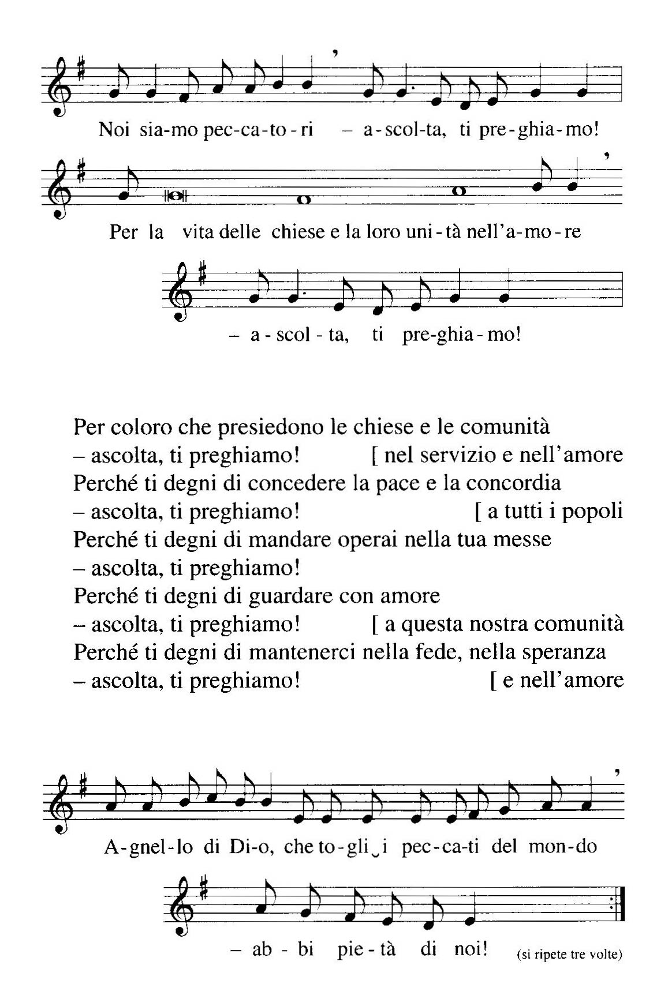 Noi sia-mo pec-ca-to-ri – a-scol-ta, ti pre-ghia-mo!
Per la vita delle chiese e la loro uni-tà nell'a-mo-re
– a-scol-ta, ti pre-ghia-mo!
Per coloro che presiedono le chiese e le comunità
– ascolta, ti preghiamo! [ nel servizio e nell'amore
Perché ti degni di concedere la pace e la concordia
– ascolta, ti preghiamo! [ a tutti i popoli
Perché ti degni di mandare operai nella tua messe
– ascolta, ti preghiamo!
Perché ti degni di guardare con amore
– ascolta, ti preghiamo! [ a questa nostra comunità
Perché ti degni di mantenerci nella fede, nella speranza
– ascolta, ti preghiamo! [ e nell'amore
A-gnel-lo di Di-o, che to-gli‿i pec-ca-ti del mon-do
– ab-bi pie-tà di noi! (si ripete tre volte)